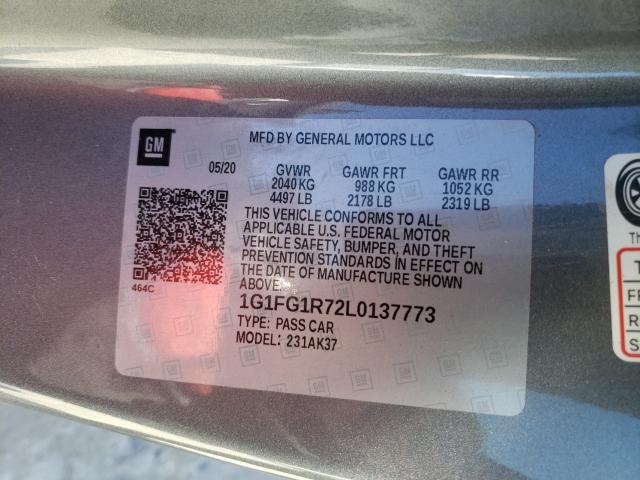 GM
MFD BY GENERAL MOTORS LLC
05/20 GVWR GAWR FRT GAWR RR
2040 KG 988 KG 1052 KG
4497 LB 2178 LB 2319 LB
THIS VEHICLE CONFORMS TO ALL
APPLICABLE U.S. FEDERAL MOTOR
VEHICLE SAFETY, BUMPER, AND THEFT
PREVENTION STANDARDS IN EFFECT ON
THE DATE OF MANUFACTURE SHOWN
ABOVE:
464C
1G1FG1R72L0137773
TYPE: PASS CAR
MODEL: 231AK37